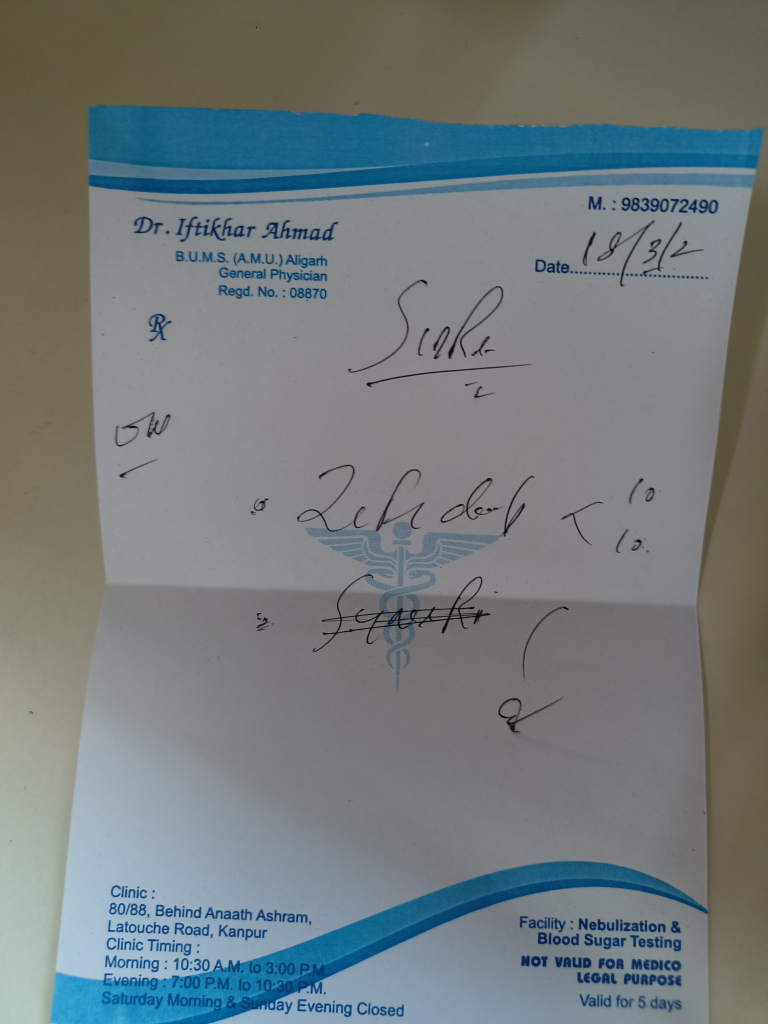 M. : 9839072490
Dr. Iftikhar Ahmad
B.U.M.S. (A.M.U.) Aligarh
General Physician
Regd. No. : 08870
Date 18/3/2
Rx
10
10
Clinic :
80/88, Behind Anaath Ashram,
Latouche Road, Kanpur
Clinic Timing :
Morning : 10:30 A.M. to 3:00 P.M.
Evening : 7:00 P.M. to 10:30 P.M.
Saturday Morning & Sunday Evening Closed
Facility : Nebulization &
Blood Sugar Testing
NOT VALID FOR MEDICO
LEGAL PURPOSE
Valid for 5 days